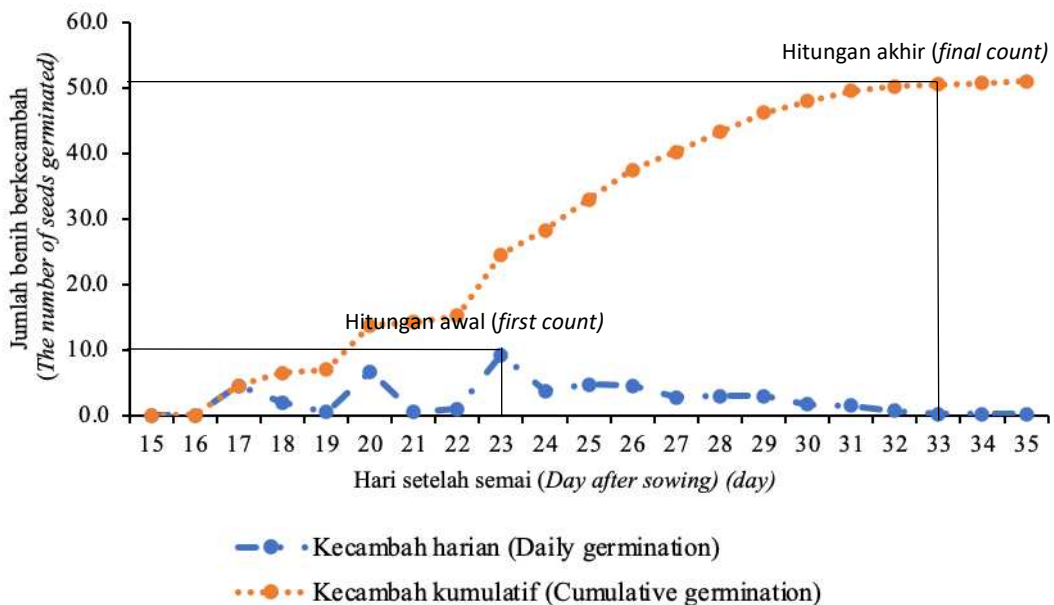 60.0
Hitungan akhir (final count)
50.0
40.0
30.0
20.0
Hitungan awal (first count)
10.0
0.0
Jumlah benih berkecambah
(The number of seeds germinated)
15 16 17 18 19 20 21 22 23 24 25 26 27 28 29 30 31 32 33 34 35
Hari setelah semai (Day after sowing) (day)
Kecambah harian (Daily germination)
Kecambah kumulatif (Cumulative germination)